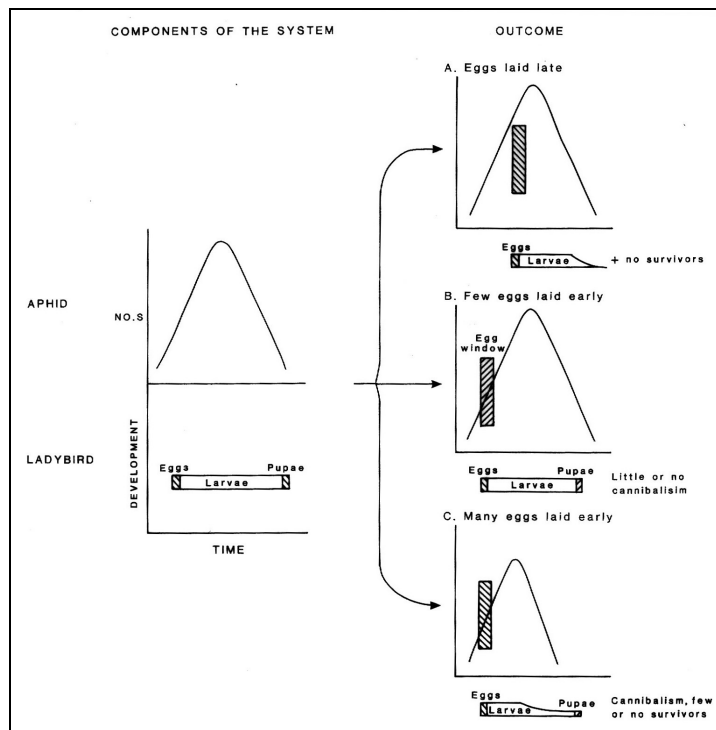 COMPONENTS OF THE SYSTEM
OUTCOME
A. Eggs laid late
Eggs
Larvae
+ no survivors
APHID
NO.S
B. Few eggs laid early
Egg
window
LADYBIRD
DEVELOPMENT
Eggs
Pupae
Larvae
TIME
Eggs
Pupae
Larvae
Little or no
cannibalisim
C. Many eggs laid early
Eggs
Pupae
Larvae
Cannibalism, few
or no survivors